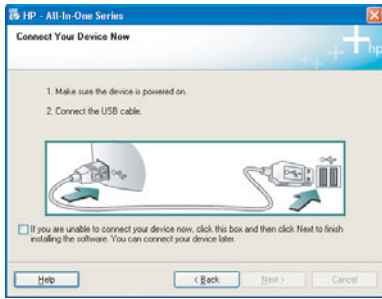 HP - All-In-One Series
Connect Your Device Now
hp
1. Make sure the device is powered on.
2. Connect the USB cable.
If you are unable to connect your device now, click this box and then click Next to finish
installing the software. You can connect your device later.
Help
< Back
Next >
Cancel